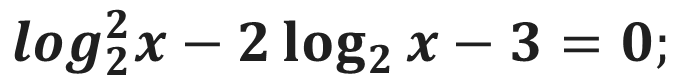 log₂²x − 2 log₂ x − 3 = 0;